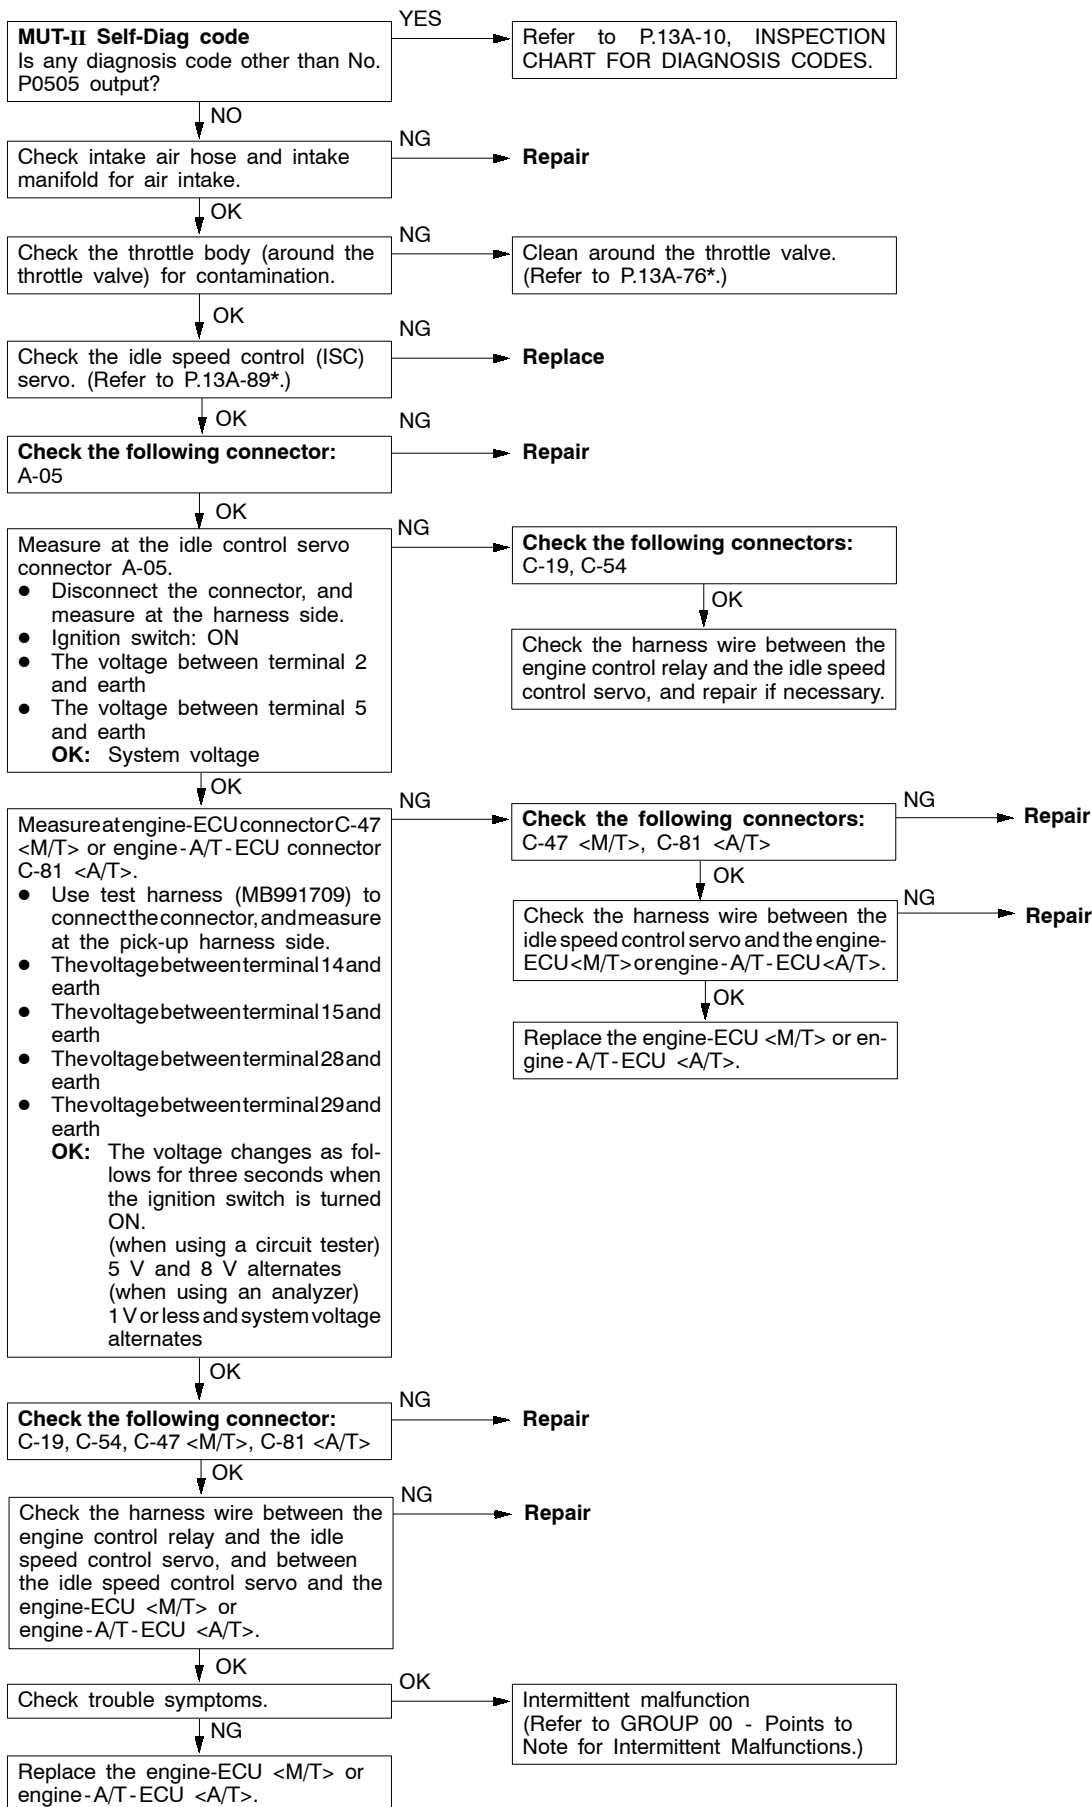 MUT-II Self-Diag code
Is any diagnosis code other than No.
P0505 output?
YES
Refer to P.13A-10, INSPECTION
CHART FOR DIAGNOSIS CODES.
NO
Check intake air hose and intake
manifold for air intake.
NG
Repair
OK
Check the throttle body (around the
throttle valve) for contamination.
NG
Clean around the throttle valve.
(Refer to P.13A-76*.)
OK
Check the idle speed control (ISC)
servo. (Refer to P.13A-89*.)
NG
Replace
OK
Check the following connector:
A-05
NG
Repair
OK
Measure at the idle control servo
connector A-05.
● Disconnect the connector, and
measure at the harness side.
● Ignition switch: ON
● The voltage between terminal 2
and earth
● The voltage between terminal 5
and earth
OK: System voltage
NG
Check the following connectors:
C-19, C-54
OK
Check the harness wire between the
engine control relay and the idle speed
control servo, and repair if necessary.
OK
Measure at engine-ECU connector C-47
<M/T> or engine-A/T-ECU connector
C-81 <A/T>.
● Use test harness (MB991709) to
connect the connector, and measure
at the pick-up harness side.
● The voltage between terminal 14 and
earth
● The voltage between terminal 15 and
earth
● The voltage between terminal 28 and
earth
● The voltage between terminal 29 and
earth
OK: The voltage changes as fol-
lows for three seconds when
the ignition switch is turned
ON.
(when using a circuit tester)
5 V and 8 V alternates
(when using an analyzer)
1 V or less and system voltage
alternates
NG
Check the following connectors:
C-47 <M/T>, C-81 <A/T>
NG
Repair
OK
Check the harness wire between the
idle speed control servo and the engine-
ECU <M/T> or engine-A/T-ECU <A/T>.
NG
Repair
OK
Replace the engine-ECU <M/T> or en-
gine-A/T-ECU <A/T>.
OK
Check the following connector:
C-19, C-54, C-47 <M/T>, C-81 <A/T>
NG
Repair
OK
Check the harness wire between the
engine control relay and the idle
speed control servo, and between
the idle speed control servo and the
engine-ECU <M/T> or
engine-A/T-ECU <A/T>.
NG
Repair
OK
Check trouble symptoms.
OK
Intermittent malfunction
(Refer to GROUP 00 - Points to
Note for Intermittent Malfunctions.)
NG
Replace the engine-ECU <M/T> or
engine-A/T-ECU <A/T>.